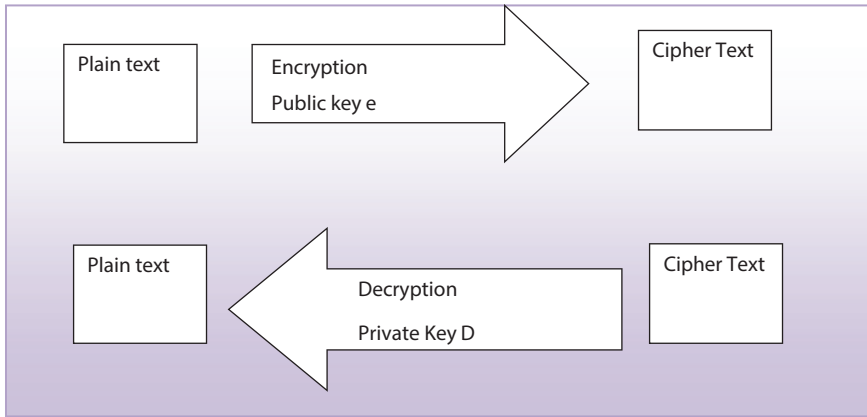 Plain text
Encryption
Public key e
Cipher Text
Plain text
Decryption
Private Key D
Cipher Text